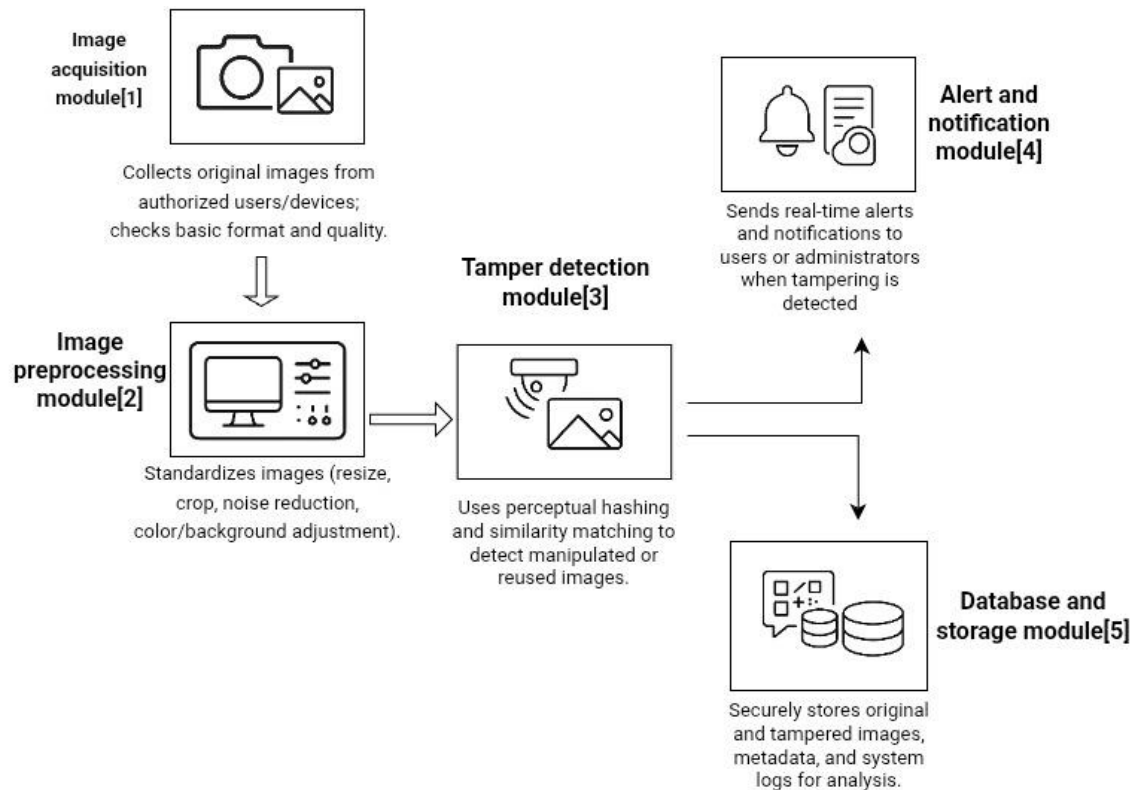 Image
acquisition
module[1]
Collects original images from
authorized users/devices;
checks basic format and quality.
Image
preprocessing
module[2]
Standardizes images (resize,
crop, noise reduction,
color/background adjustment).
Tamper detection
module[3]
Uses perceptual hashing
and similarity matching to
detect manipulated or
reused images.
Alert and
notification
module[4]
Sends real-time alerts
and notifications to
users or administrators
when tampering is
detected
Database and
storage module[5]
Securely stores original
and tampered images,
metadata, and system
logs for analysis.